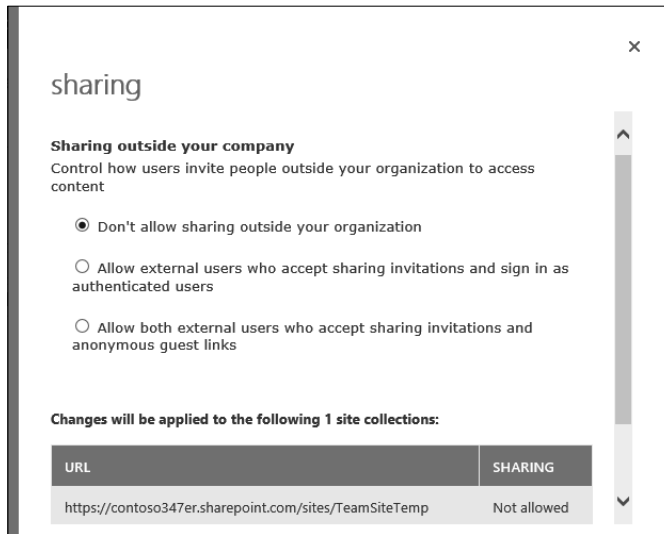 sharing
Sharing outside your company
Control how users invite people outside your organization to access
content
Don't allow sharing outside your organization
Allow external users who accept sharing invitations and sign in as
authenticated users
Allow both external users who accept sharing invitations and
anonymous guest links
Changes will be applied to the following 1 site collections:
URL SHARING
https://contoso347er.sharepoint.com/sites/TeamSiteTemp Not allowed